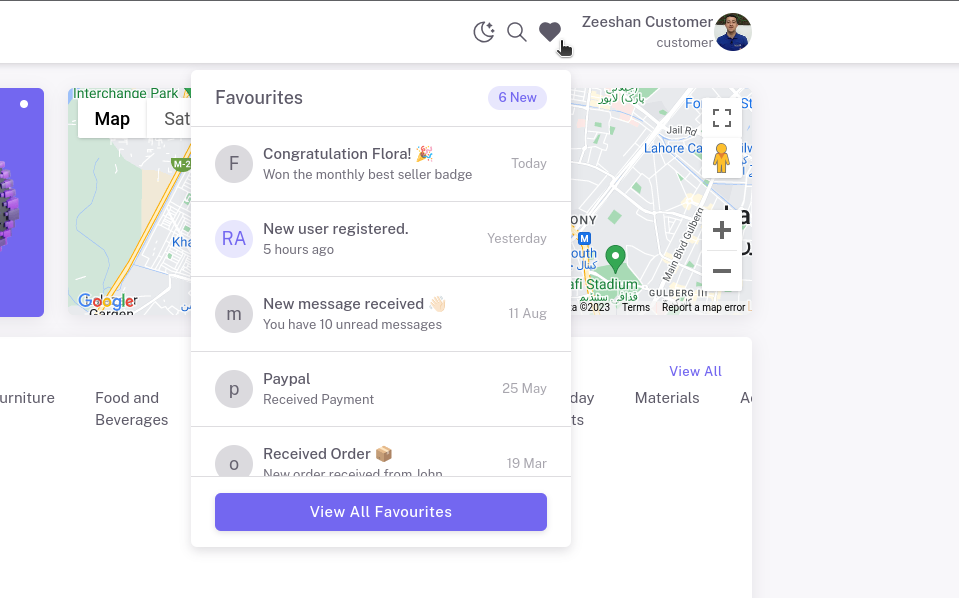 Zeeshan Customer
customer
Favourites
6 New
F
Congratulation Flora! 🎉
Won the monthly best seller badge
Today
RA
New user registered.
5 hours ago
Yesterday
m
New message received 👋🏻
You have 10 unread messages
11 Aug
p
Paypal
Received Payment
25 May
o
Received Order 📦
New order received from John
19 Mar
View All Favourites
Interchange Park
Map
Sat
M-2
Kha
Google
Garden
Jail Rd
Lahore Ca
ONY
M
outh
afi Stadium
Main Blvd Gulberg
GULBERG III
©2023
Terms
Report a map error
View All
urniture
Food and
Beverages
day
ts
Materials